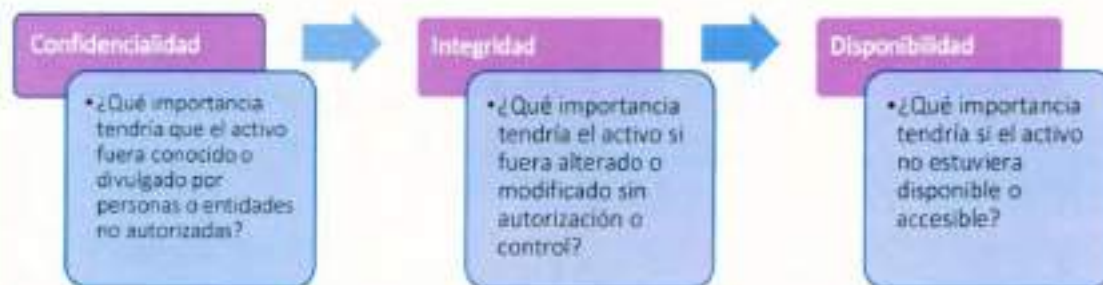 Confidencialidad
•¿Qué importancia
tendría que el activo
fuera conocido o
divulgado por
personas o entidades
no autorizadas?
Integridad
•¿Qué importancia
tendría el activo si
fuera alterado o
modificado sin
autorización o
control?
Disponibilidad
•¿Qué importancia
tendría si el activo
no estuviera
disponible o
accesible?